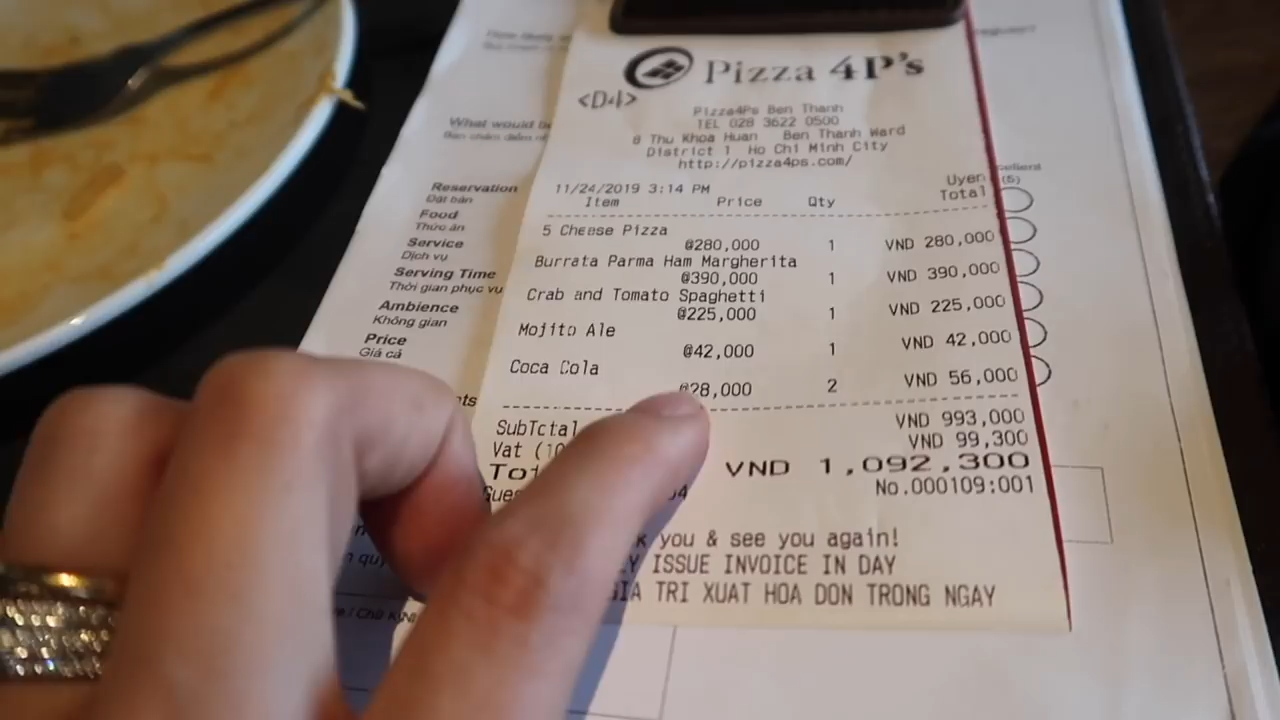 Pizza 4P's
<D4>
Pizza4Ps Ben Thanh
TEL 028 3622 0500
8 Thu Khoa Huan Ben Thanh Ward
District 1 Ho Chi Minh City
http://pizza4ps.com/
11/24/2019 3:14 PM Uyen
Item Price Qty Total
5 Cheese Pizza
@280,000 1 VND 280,000
Burrata Parma Ham Margherita
@390,000 1 VND 390,000
Crab and Tomato Spaghetti
@225,000 1 VND 225,000
Mojito Ale
@42,000 1 VND 42,000
Coca Cola
@28,000 2 VND 56,000
SubTotal VND 993,000
Vat (10 VND 99,300
Tot VND 1,092,300
Gues 04 No.000109:001
k you & see you again!
Y ISSUE INVOICE IN DAY
GIA TRI XUAT HOA DON TRONG NGAY
What would
Reservation
Đặt bàn
Food
Thức ăn
Service
Dịch vụ
Serving Time
Thời gian phục vụ
Ambience
Không gian
Price
Giá cả
nts
cellent
(5)